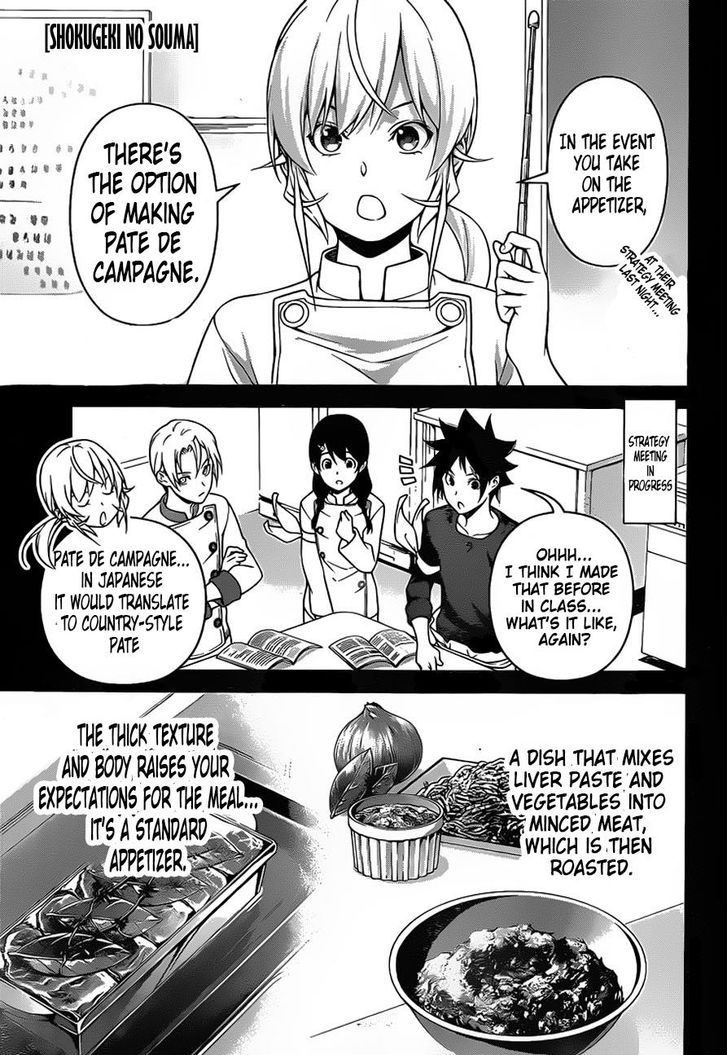 [SHOKUGEKI NO SOUMA]
IN THE EVENT
YOU TAKE
ON THE
APPETIZER,
AT THEIR
STRATEGY MEETING
LAST NIGHT...
THERE'S
THE OPTION
OF MAKING
PATE DE
CAMPAGNE.
STRATEGY
MEETING
IN
PROGRESS
OHHH...
I THINK I MADE
THAT BEFORE
IN CLASS...
WHAT'S IT LIKE,
AGAIN?
PATE DE CAMPAGNE...
IN JAPANESE
IT WOULD TRANSLATE
TO COUNTRY-STYLE
PATE
A DISH THAT MIXES
LIVER PASTE AND
VEGETABLES INTO
MINCED MEAT,
WHICH IS THEN
ROASTED.
THE THICK TEXTURE
AND BODY RAISES YOUR
EXPECTATIONS FOR THE MEAL...
IT'S A STANDARD
APPETIZER.